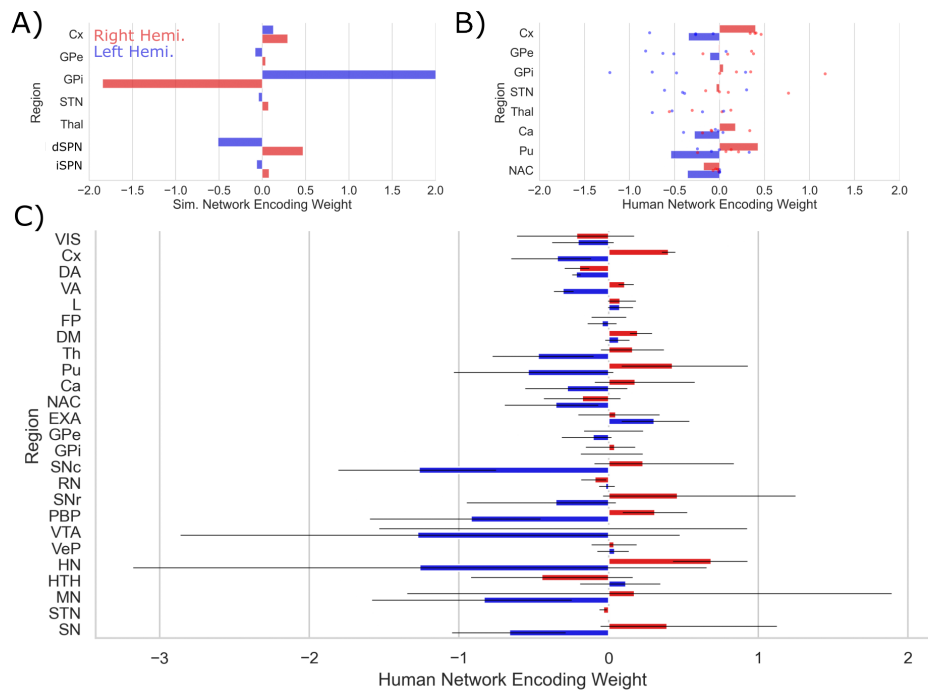 A)
Right Hemi.
Left Hemi.
Region
Cx
GPe
GPi
STN
Thal
dSPN
iSPN
−2.0 −1.5 −1.0 −0.5 0.0 0.5 1.0 1.5 2.0
Sim. Network Encoding Weight
B)
Region
Cx
GPe
GPi
STN
Thal
Ca
Pu
NAC
−2.0 −1.5 −1.0 −0.5 0.0 0.5 1.0 1.5 2.0
Human Network Encoding Weight
C)
Region
VIS
Cx
DA
VA
L
FP
DM
Th
Pu
Ca
NAC
EXA
GPe
GPi
SNc
RN
SNr
PBP
VTA
VeP
HN
HTH
MN
STN
SN
−3 −2 −1 0 1 2
Human Network Encoding Weight